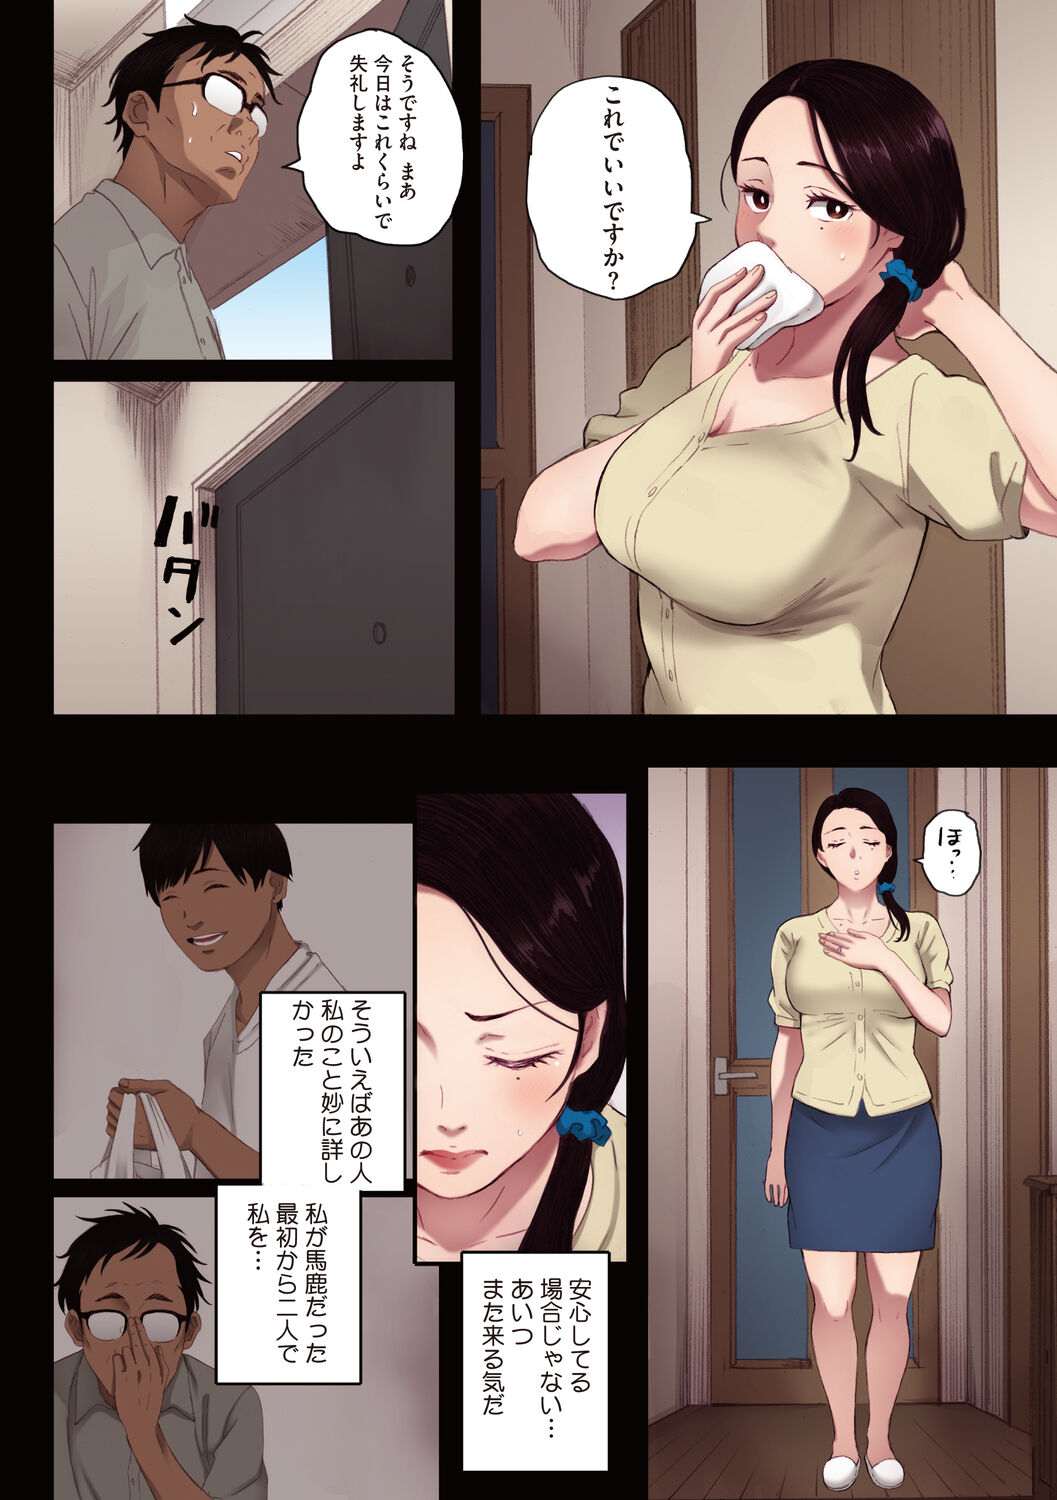 これでいいですか？
そうですね まあ
今日はこれくらいで
失礼しますよ
バタン
ほっ…
安心してる
場合じゃない…
あいつ
また来る気だ
そういえばあの人
私のこと妙に詳し
かった
私が馬鹿だった
最初から二人で
私を…